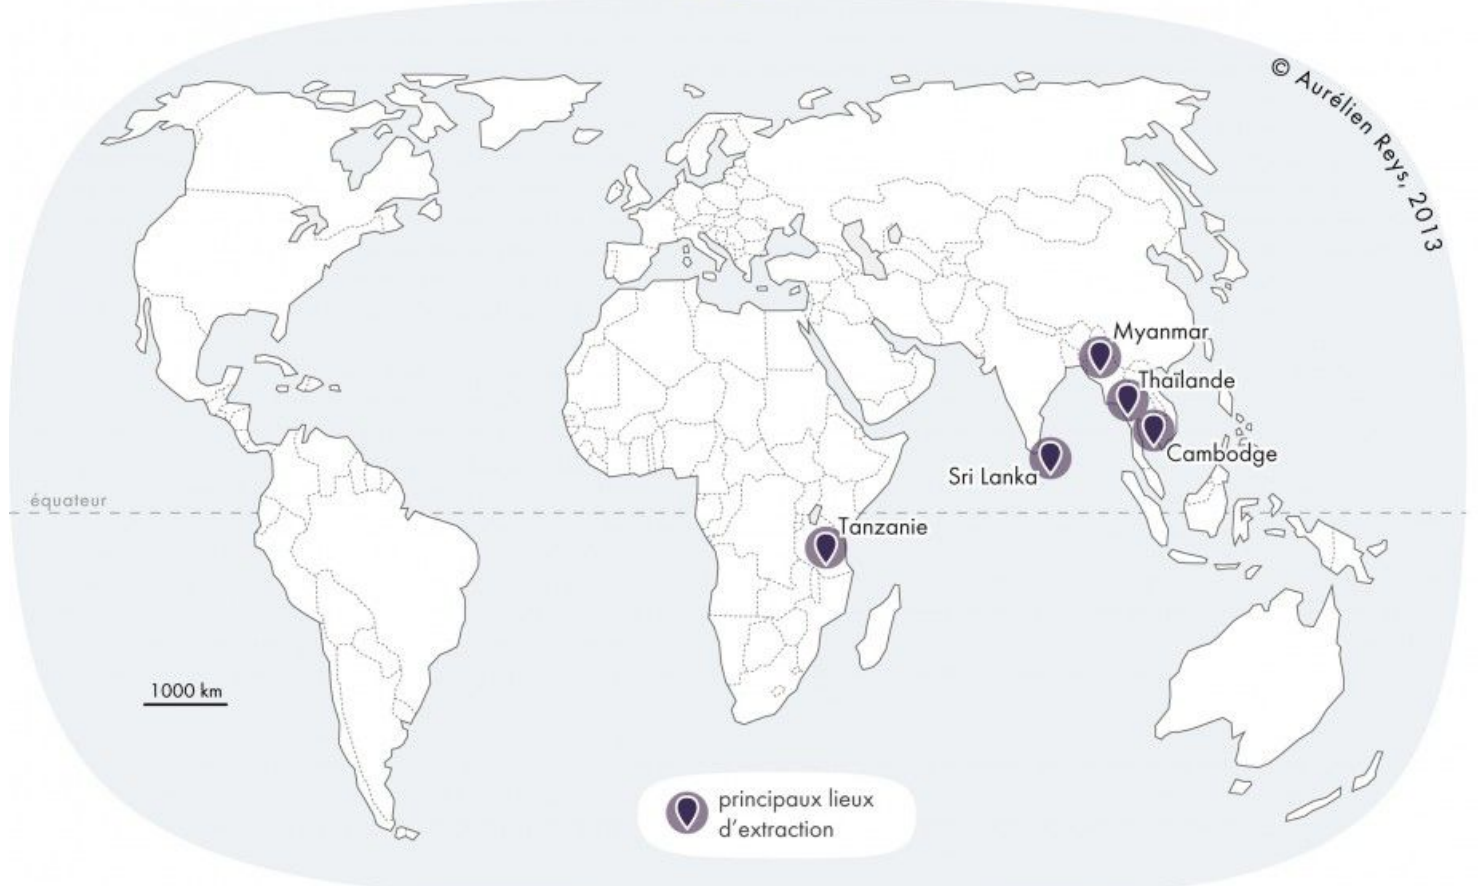 © Aurélien Reys, 2013
Myanmar
Thaïlande
Cambodge
Sri Lanka
équateur
Tanzanie
1000 km
principaux lieux
d'extraction